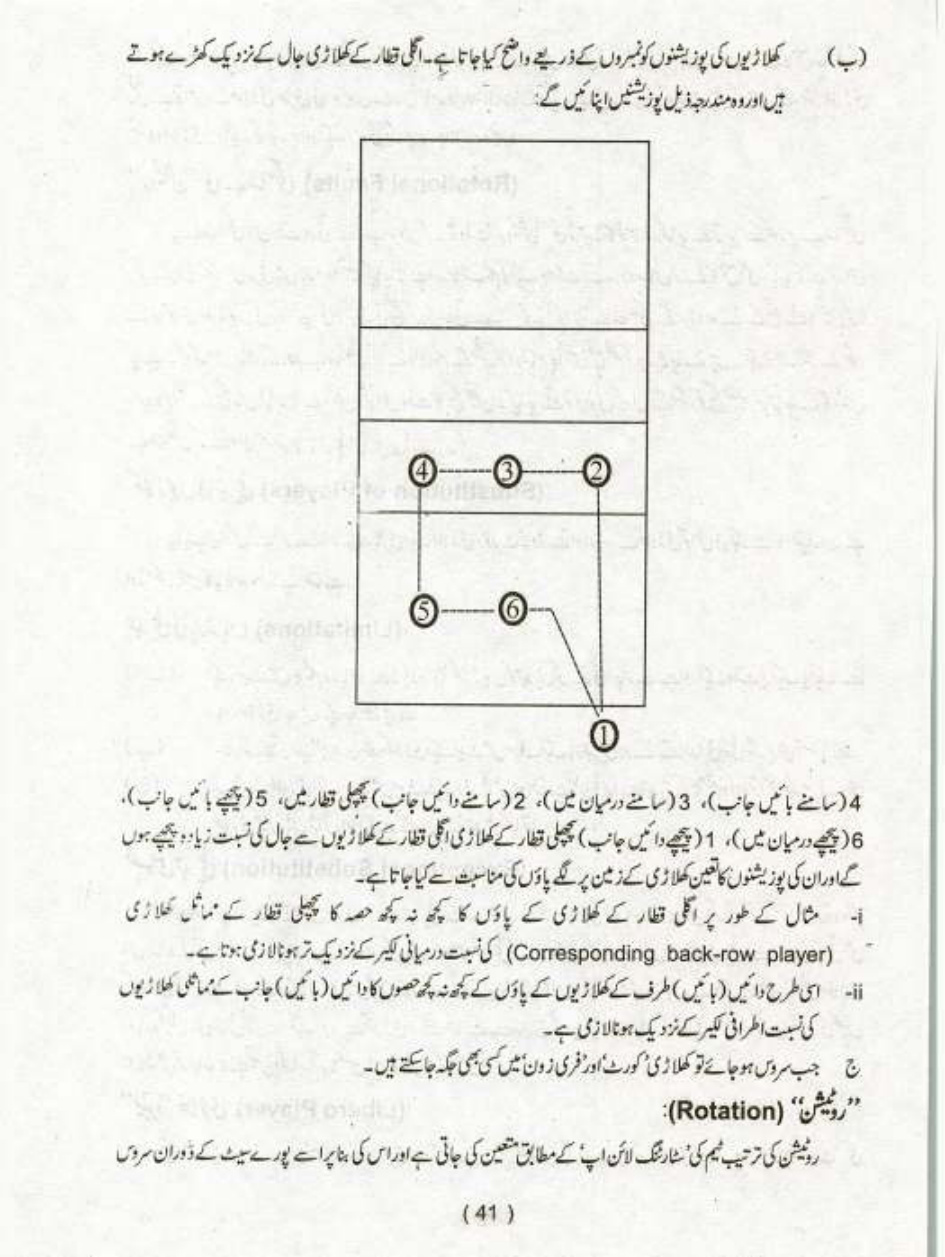 (ب) کھلاڑیوں کی پوزیشنوں کو نمبروں کے ذریعے واضح کیا جاتا ہے۔ اگلی قطار کے کھلاڑی جال کے نزدیک کھڑے ہوتے
ہیں اور وہ مندرجہ ذیل پوزیشنیں اپنائیں گے:
4 3 2
5 6
1
4 (سامنے بائیں جانب)، 3 (سامنے درمیان میں)، 2 (سامنے دائیں جانب) پچھلی قطار میں، 5 (پیچھے بائیں جانب)،
6 (پیچھے درمیان میں)، 1 (پیچھے دائیں جانب) پچھلی قطار کے کھلاڑی اگلی قطار کے کھلاڑیوں سے جال کی نسبت زیادہ پیچھے ہوں
گے اور ان کی پوزیشنوں کا تعین کھلاڑی کے زمین پر لگے پاؤں کی مناسبت سے کیا جاتا ہے۔
i- مثال کے طور پر اگلی قطار کے کھلاڑی کے پاؤں کا کچھ نہ کچھ حصہ کا پچھلی قطار کے مماثل کھلاڑی
(Corresponding back-row player) کی نسبت درمیانی لکیر کے نزدیک تر ہونا لازمی ہوتا ہے۔
ii- اسی طرح دائیں (بائیں) طرف کے کھلاڑیوں کے پاؤں کے کچھ نہ کچھ حصوں کا دائیں (بائیں) جانب کے مماثلی کھلاڑیوں
کی نسبت اطرافی لکیر کے نزدیک ہونا لازمی ہے۔
ج جب سروس ہو جائے تو کھلاڑی ’کورٹ‘ اور ’فری زون‘ میں کسی بھی جگہ جا سکتے ہیں۔
”روٹیشن“ (Rotation):
روٹیشن کی ترتیب ٹیم کی ’سٹارٹنگ لائن اپ‘ کے مطابق متعین کی جاتی ہے اور اس کی بنا پر اسے پورے سیٹ کے دوران سروس
( 41 )